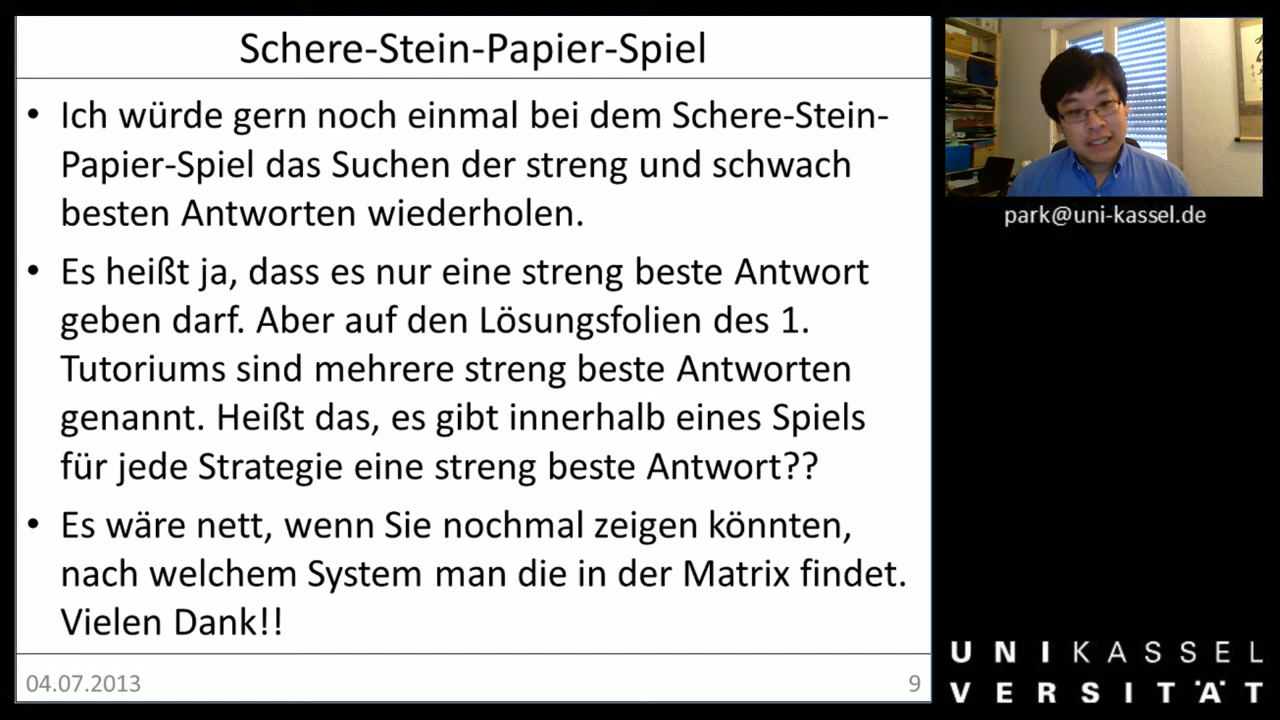 Schere-Stein-Papier-Spiel
• Ich würde gern noch einmal bei dem Schere-Stein-
Papier-Spiel das Suchen der streng und schwach
besten Antworten wiederholen.
• Es heißt ja, dass es nur eine streng beste Antwort
geben darf. Aber auf den Lösungsfolien des 1.
Tutoriums sind mehrere streng beste Antworten
genannt. Heißt das, es gibt innerhalb eines Spiels
für jede Strategie eine streng beste Antwort??
• Es wäre nett, wenn Sie nochmal zeigen könnten,
nach welchem System man die in der Matrix findet.
Vielen Dank!!
04.07.2013
9
park@uni-kassel.de
UNIKASSEL
VERSITÄT